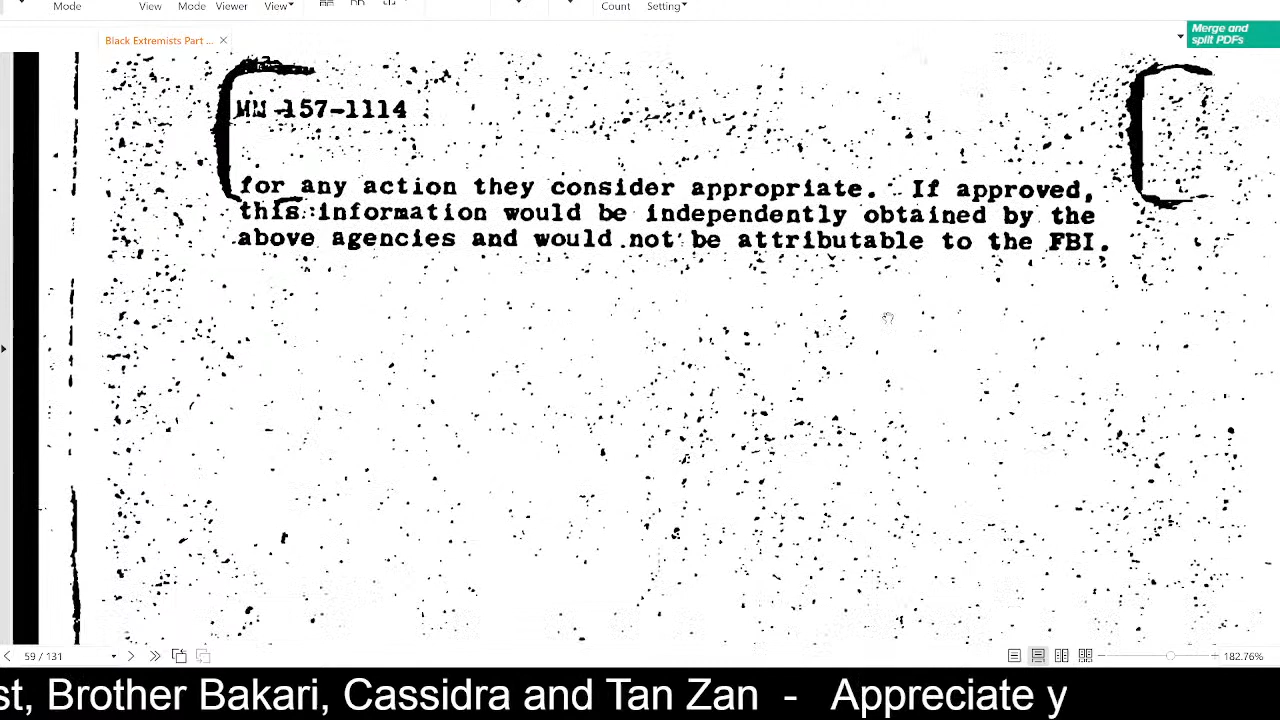 Mode
View
Mode
Viewer
View
Count
Setting
Merge and
split PDFs
Black Extremists Part ...
157-1114
for any action they consider appropriate. If approved,
this information would be independently obtained by the
above agencies and would not be attributable to the FBI.
59 / 131
182.76%
st, Brother Bakari, Cassidra and Tan Zan - Appreciate y